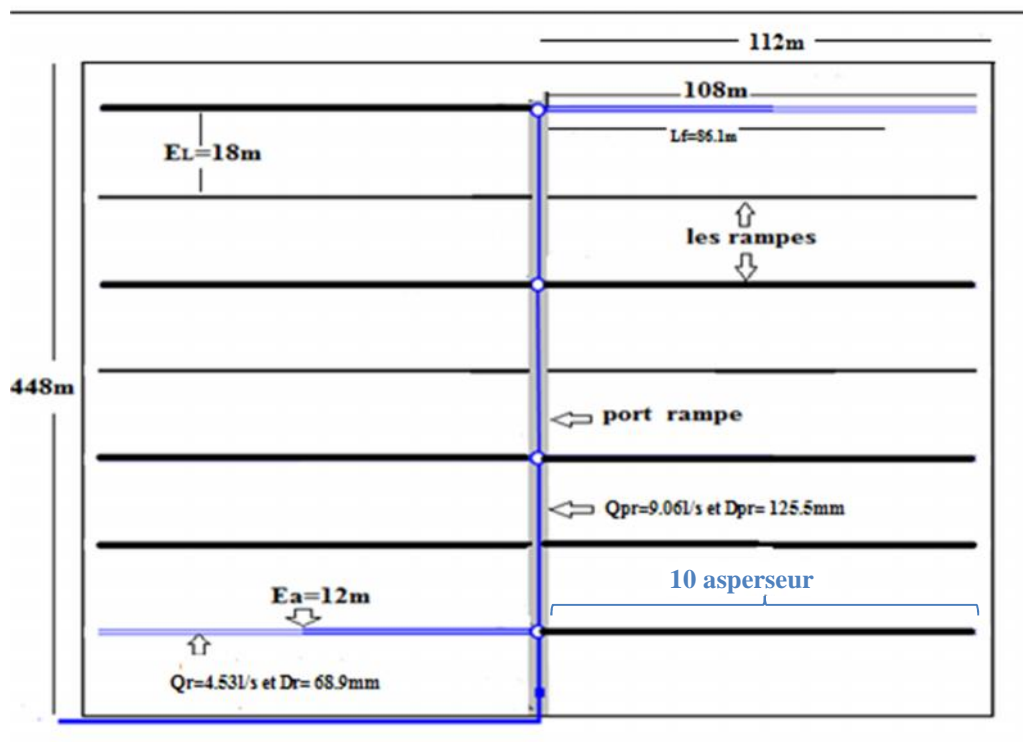 112m
108m
Lf=86.1m
EL=18m
les rampes
448m
port rampe
Qpr=9.06l/s et Dpr= 125.5mm
10 asperseur
Ea=12m
Qr=4.53l/s et Dr= 68.9mm